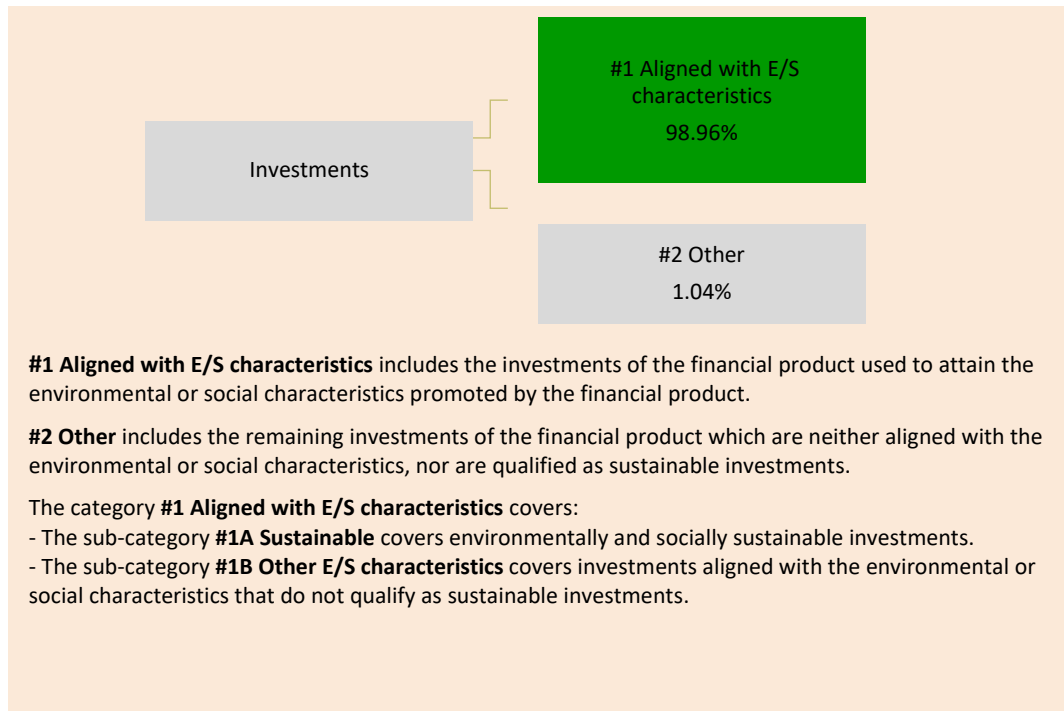 #1 Aligned with E/S
characteristics
98.96%
Investments
#2 Other
1.04%
#1 Aligned with E/S characteristics includes the investments of the financial product used to attain the
environmental or social characteristics promoted by the financial product.
#2 Other includes the remaining investments of the financial product which are neither aligned with the
environmental or social characteristics, nor are qualified as sustainable investments.
The category #1 Aligned with E/S characteristics covers:
- The sub-category #1A Sustainable covers environmentally and socially sustainable investments.
- The sub-category #1B Other E/S characteristics covers investments aligned with the environmental or
social characteristics that do not qualify as sustainable investments.